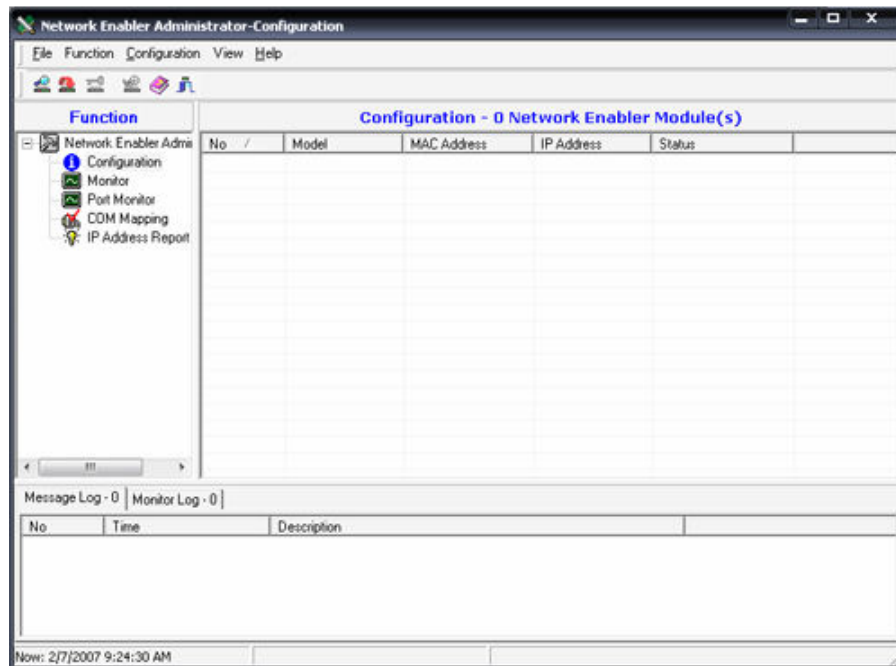 Network Enabler Administrator-Configuration
File Function Configuration View Help
Function
Configuration - 0 Network Enabler Module(s)
Network Enabler Admi
Configuration
Monitor
Port Monitor
COM Mapping
IP Address Report
No / Model MAC Address IP Address Status
Message Log - 0 Monitor Log - 0
No Time Description
Now: 2/7/2007 9:24:30 AM